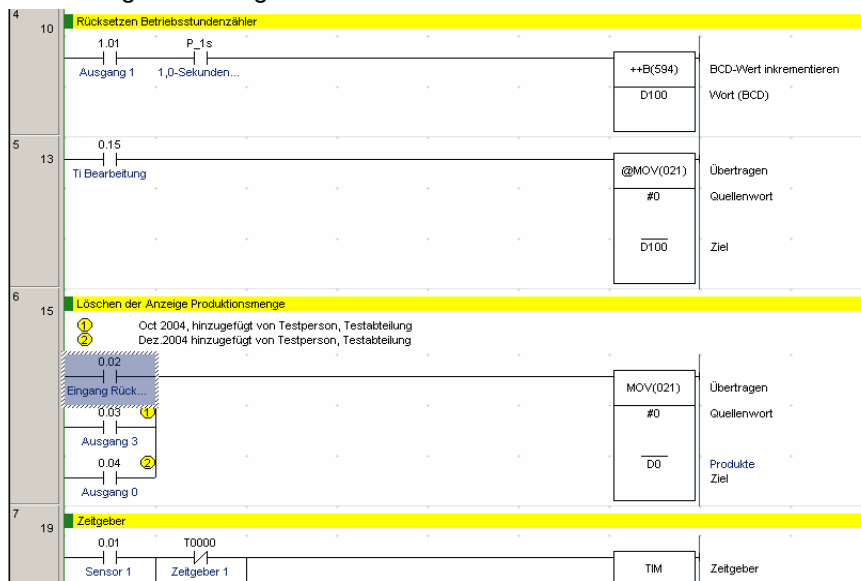 4
10
Rücksetzen Betriebsstundenzähler
1.01 P_1s
Ausgang 1 1,0-Sekunden...
++B(594) BCD-Wert inkrementieren
D100 Wort (BCD)
5
13
0.15
Ti Bearbeitung
@MOV(021) Übertragen
#0 Quellenwort
D100 Ziel
6
15
Löschen der Anzeige Produktionsmenge
1 Oct 2004, hinzugefügt von Testperson, Testabteilung
2 Dez.2004 hinzugefügt von Testperson, Testabteilung
0.02
Eingang Rück...
MOV(021) Übertragen
0.03 1
#0 Quellenwort
Ausgang 3
0.04 2
D0 Produkte
Ziel
Ausgang 0
7
19
Zeitgeber
0.01 T0000
Sensor 1 Zeitgeber 1
TIM Zeitgeber